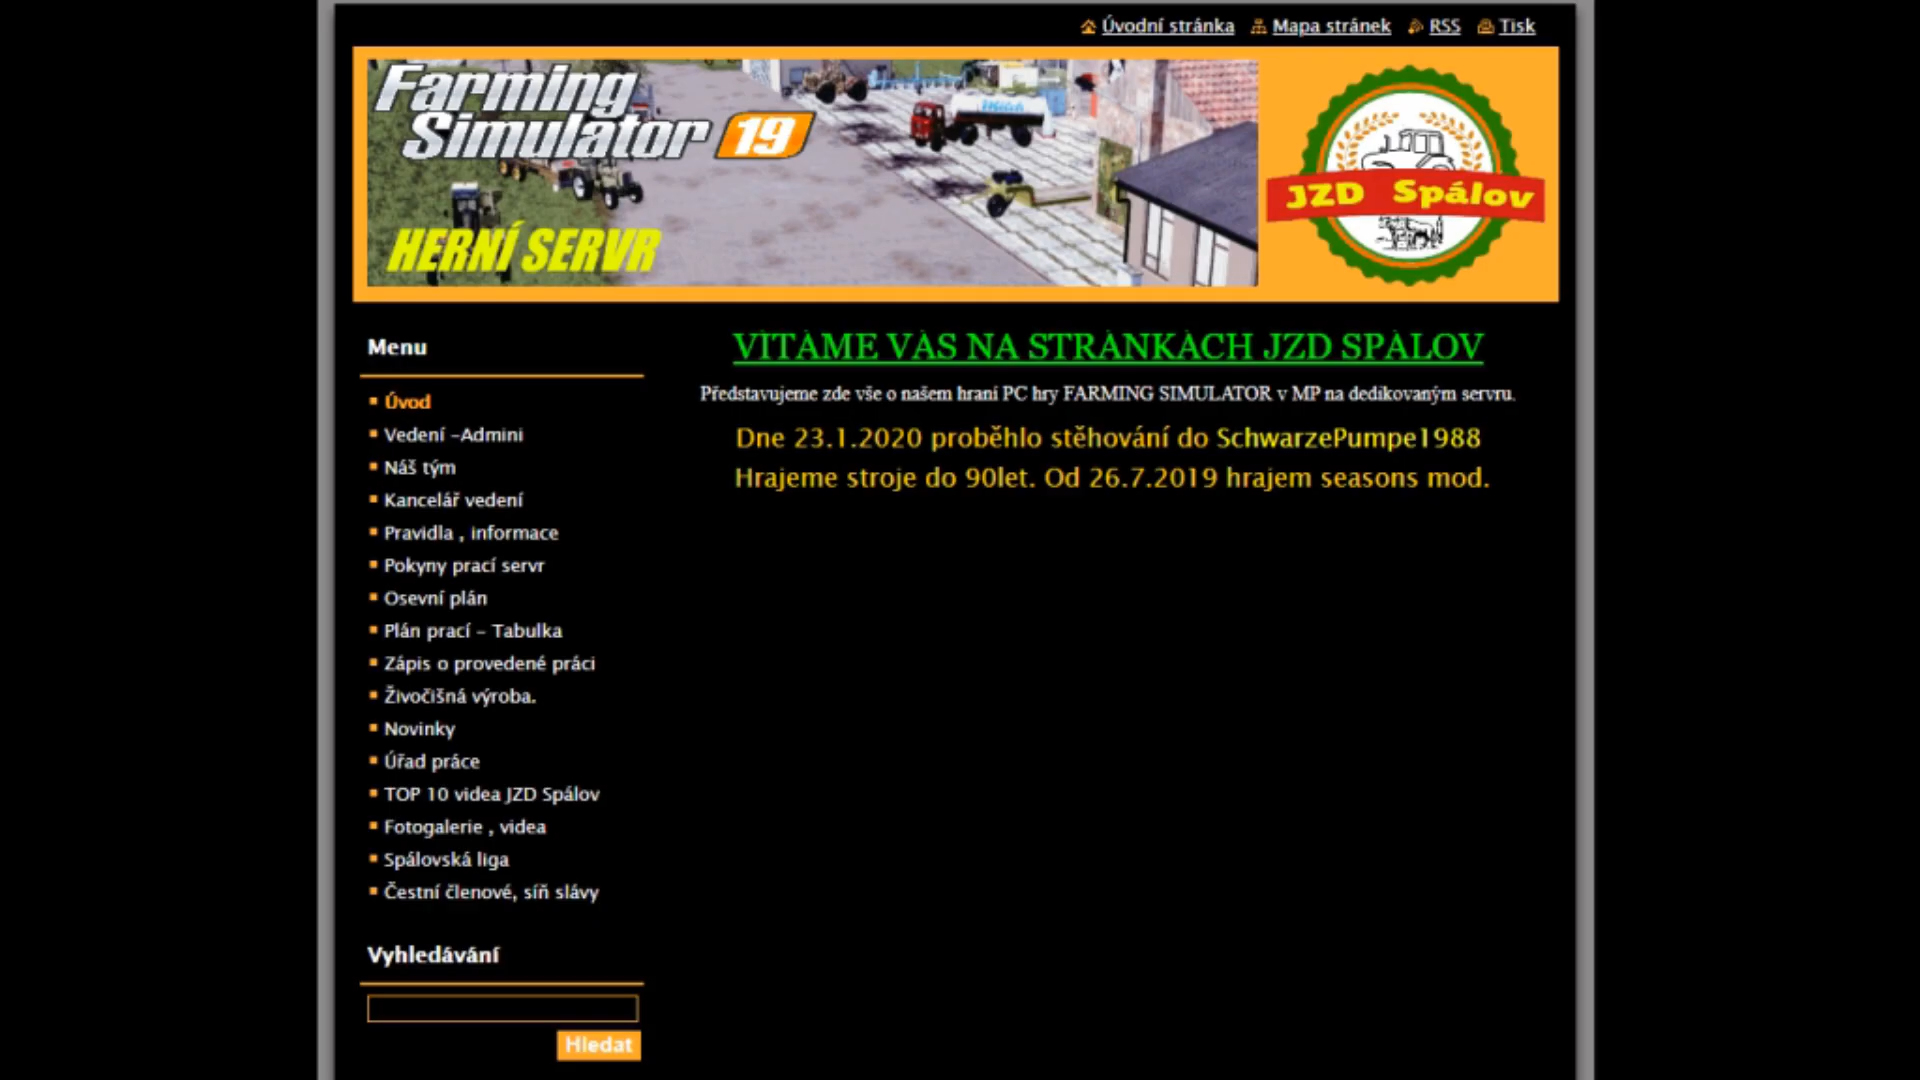 Úvodní stránka Mapa stránek RSS Tisk
Farming
Simulator 19
Milch
HERNÍ SERVR
JZD Spálov
Menu
Úvod
Vedení -Admini
Náš tým
Kancelář vedení
Pravidla , informace
Pokyny prací servr
Osevní plán
Plán prací - Tabulka
Zápis o provedené práci
Živočišná výroba.
Novinky
Úřad práce
TOP 10 videa JZD Spálov
Fotogalerie , videa
Spálovská liga
Čestní členové, síň slávy
Vyhledávání
Hledat
VÍTÁME VÁS NA STRÁNKÁCH JZD SPÁLOV
Představujeme zde vše o našem hraní PC hry FARMING SIMULATOR v MP na dedikovaným servru.
Dne 23.1.2020 proběhlo stěhování do SchwarzePumpe1988
Hrajeme stroje do 90let. Od 26.7.2019 hrajem seasons mod.